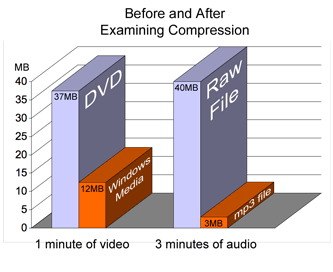 Before and After
Examining Compression
MB
40
35
30
25
20
15
10
5
0
37MB
DVD
12MB
Windows
Media
40MB
Raw
File
3MB
mp3 file
1 minute of video
3 minutes of audio